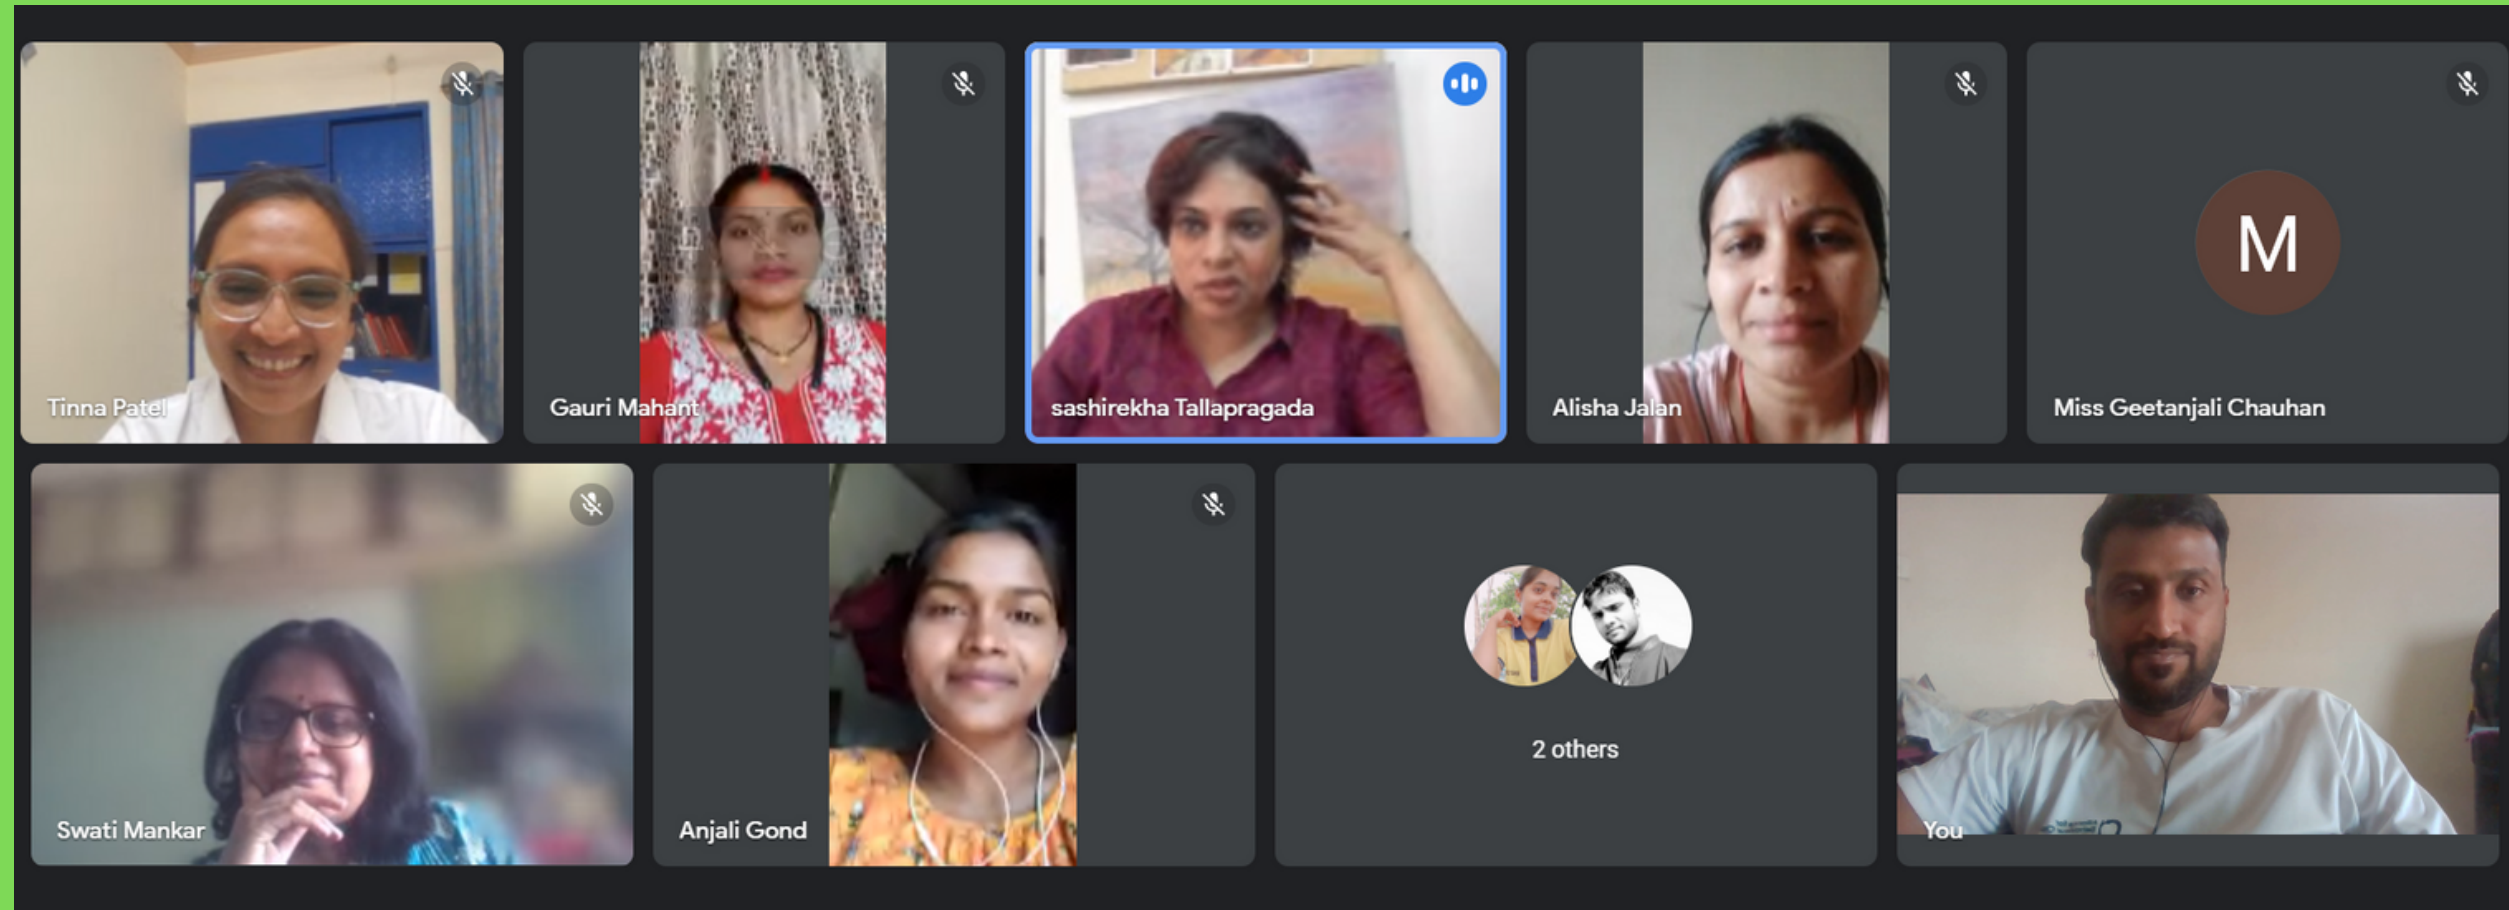 Tinna Patel
Gauri Mahant
sashirekha Tallapragada
Alisha Jalan
M
Miss Geetanjali Chauhan
Swati Mankar
Anjali Gond
2 others
You